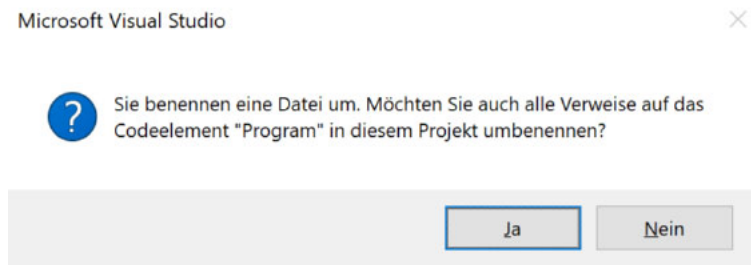 Microsoft Visual Studio
Sie benennen eine Datei um. Möchten Sie auch alle Verweise auf das
Codeelement "Program" in diesem Projekt umbenennen?
Ja
Nein